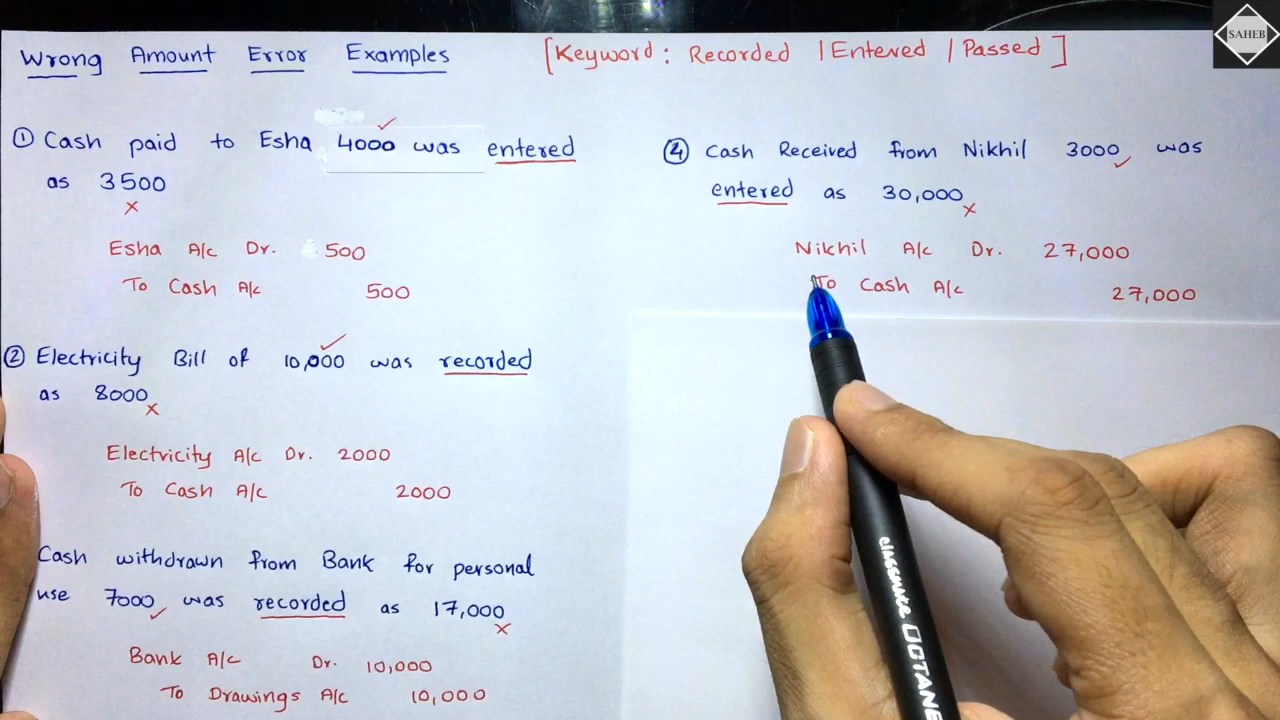 Wrong Amount Error Examples [Keyword: Recorded | Entered | Passed]
SAHEB
① Cash paid to Esha 4000 was entered
as 3500
Esha A/c Dr. 500
To Cash A/c 500
② Electricity Bill of 10,000 was recorded
as 8000
Electricity A/c Dr. 2000
To Cash A/c 2000
Cash withdrawn from Bank for personal
use 7000 was recorded as 17,000
Bank A/c Dr. 10,000
To Drawings A/c 10,000
④ Cash Received from Nikhil 3000 was
entered as 30,000
Nikhil A/c Dr. 27,000
To Cash A/c 27,000
classmate OCTANE